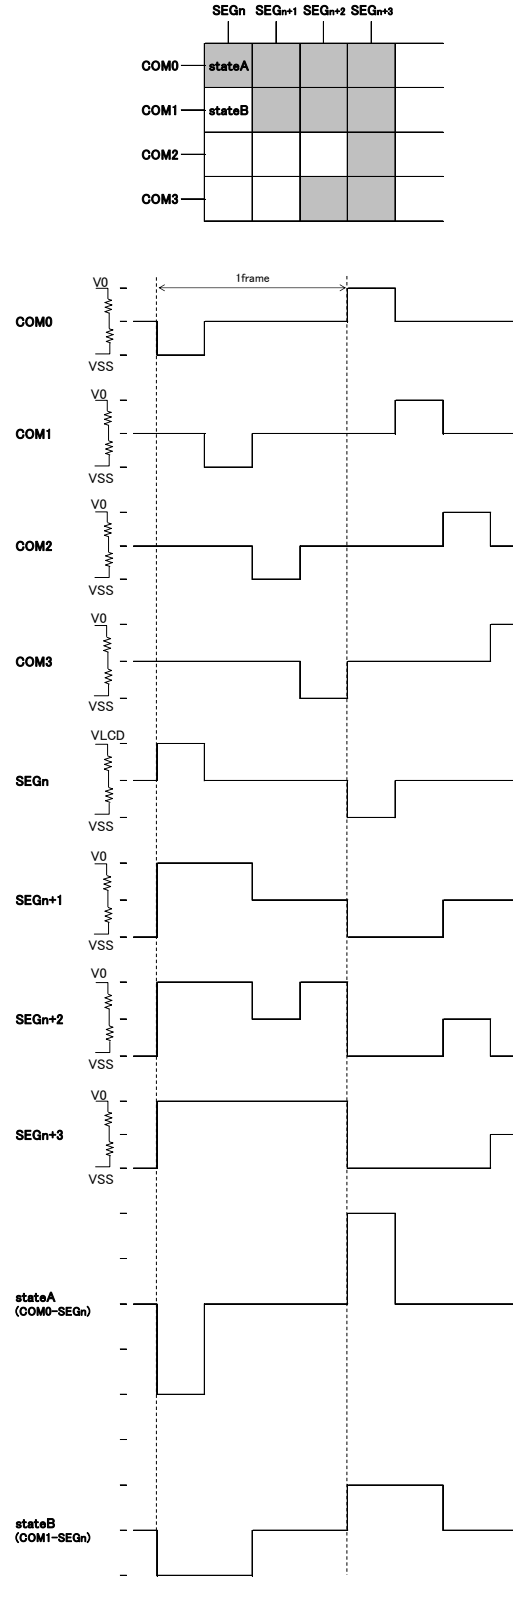 SEGn SEGn+1 SEGn+2 SEGn+3
COM0 stateA
COM1 stateB
COM2
COM3
1frame
V0
COM0
VSS
V0
COM1
VSS
V0
COM2
VSS
V0
COM3
VSS
VLCD
SEGn
VSS
V0
SEGn+1
VSS
V0
SEGn+2
VSS
V0
SEGn+3
VSS
stateA
(COM0-SEGn)
stateB
(COM1-SEGn)